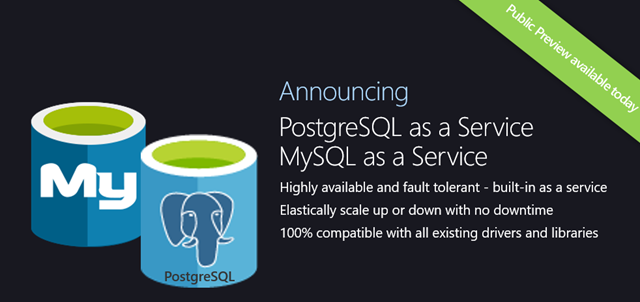 Public Preview available today
Announcing
PostgreSQL as a Service
MySQL as a Service
Highly available and fault tolerant - built-in as a service
Elastically scale up or down with no downtime
100% compatible with all existing drivers and libraries
My
PostgreSQL